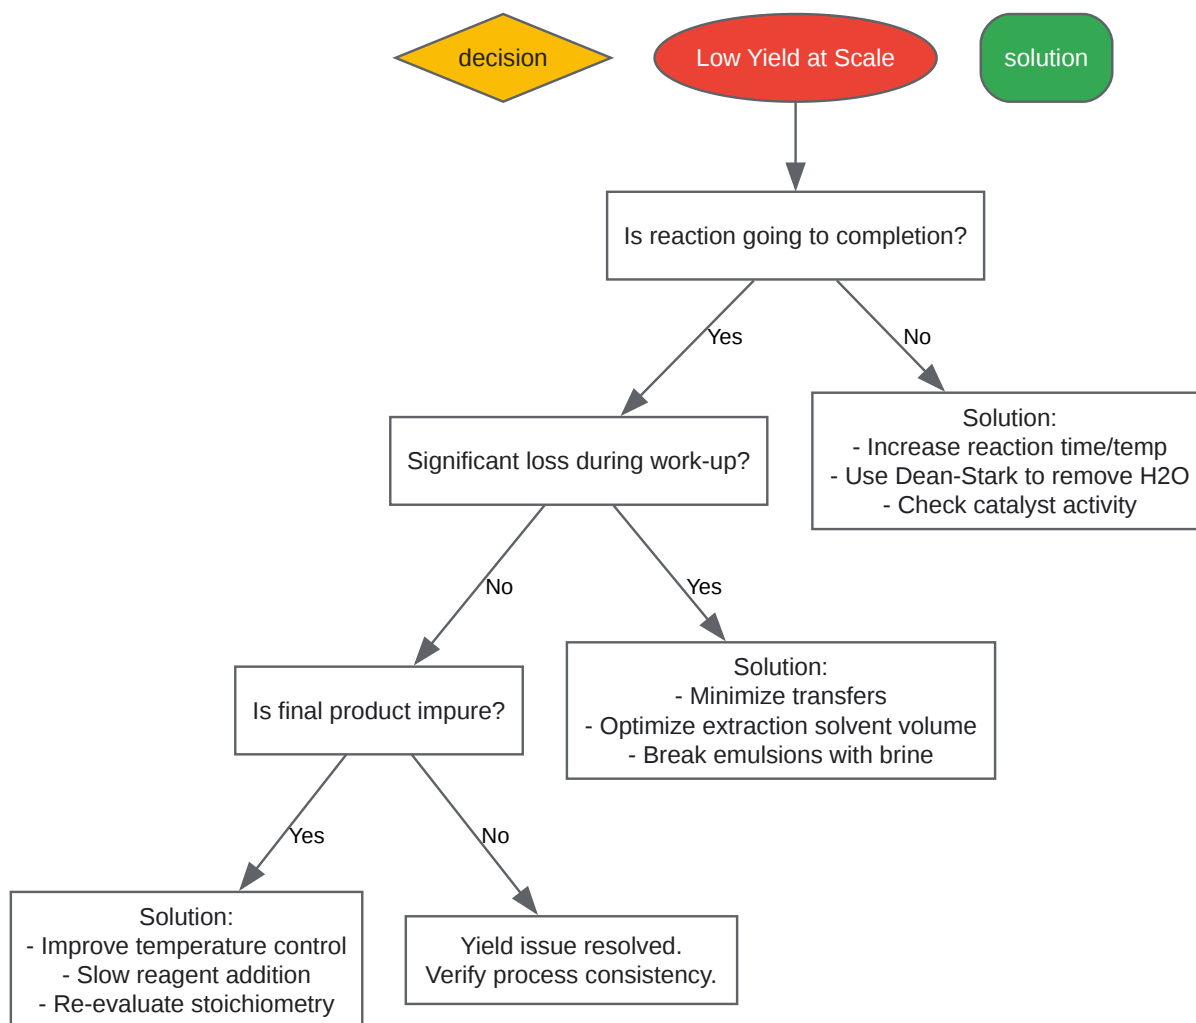 decision
Low Yield at Scale
solution
Is reaction going to completion?
Yes
No
Significant loss during work-up?
Solution:
- Increase reaction time/temp
- Use Dean-Stark to remove H2O
- Check catalyst activity
No
Yes
Is final product impure?
Solution:
- Minimize transfers
- Optimize extraction solvent volume
- Break emulsions with brine
Yes
No
Solution:
- Improve temperature control
- Slow reagent addition
- Re-evaluate stoichiometry
Yield issue resolved.
Verify process consistency.